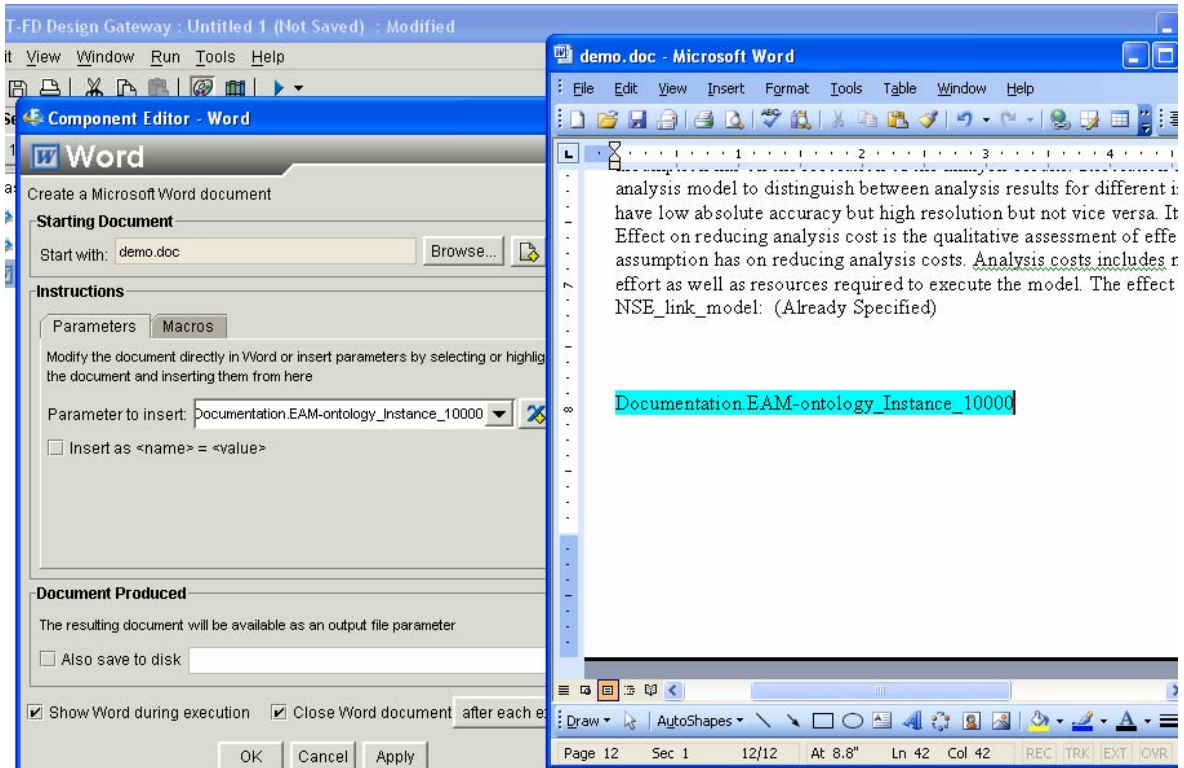 T-FD Design Gateway : Untitled 1 (Not Saved) : Modified
it View Window Run Tools Help
Component Editor - Word
Word
Create a Microsoft Word document
Starting Document
Start with: demo.doc Browse...
Instructions
Parameters Macros
Modify the document directly in Word or insert parameters by selecting or highlig
the document and inserting them from here
Parameter to insert: Documentation.EAM-ontology_Instance_10000
Insert as <name> = <value>
Document Produced
The resulting document will be available as an output file parameter
Also save to disk
Show Word during execution Close Word document after each e
OK Cancel Apply
demo.doc - Microsoft Word
File Edit View Insert Format Tools Table Window Help
1 2 3 4
analysis model to distinguish between analysis results for different i
have low absolute accuracy but high resolution but not vice versa. It
Effect on reducing analysis cost is the qualitative assessment of effe
assumption has on reducing analysis costs. Analysis costs includes
effort as well as resources required to execute the model. The effect
NSE_link_model: (Already Specified)
7
8
Documentation.EAM-ontology_Instance_10000
Draw AutoShapes
Page 12 Sec 1 12/12 At 8.8" Ln 42 Col 42 REC TRK EXT OVR